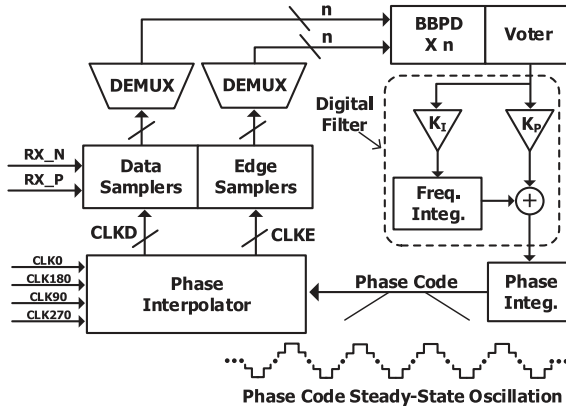 n
n
BBPD
X n
Voter
DEMUX
DEMUX
Digital
Filter
K_I
K_P
RX_N
RX_P
Data
Samplers
Edge
Samplers
Freq.
Integ.
+
CLKD
CLKE
CLK0
CLK180
CLK90
CLK270
Phase
Interpolator
Phase Code
Phase
Integ.
Phase Code Steady-State Oscillation